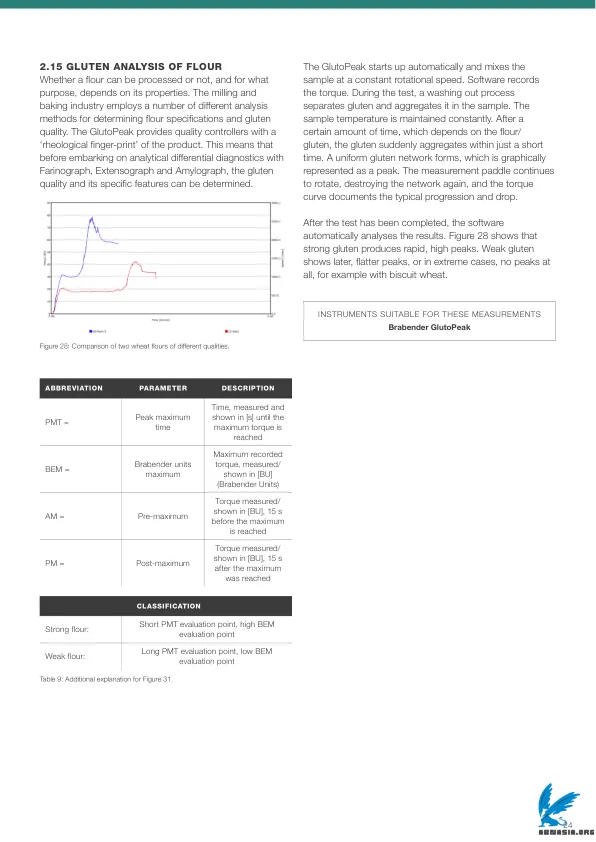 2.15 GLUTEN ANALYSIS OF FLOUR
Whether a flour can be processed or not, and for what
purpose, depends on its properties. The milling and
baking industry employs a number of different analysis
methods for determining flour specifications and gluten
quality. The GlutoPeak provides quality controllers with a
‘rheological finger-print’ of the product. This means that
before embarking on analytical differential diagnostics with
Farinograph, Extensograph and Amylograph, the gluten
quality and its specific features can be determined.
Figure 28: Comparison of two wheat flours of different qualities.
ABBREVIATION PARAMETER DESCRIPTION
PMT =
Peak maximum
time
Time, measured and
shown in [s] until the
maximum torque is
reached
BEM =
Brabender units
maximum
Maximum recorded
torque, measured/
shown in [BU]
(Brabender Units)
AM =
Pre-maximum
Torque measured/
shown in [BU], 15 s
before the maximum
is reached
PM =
Post-maximum
Torque measured/
shown in [BU], 15 s
after the maximum
was reached
CLASSIFICATION
Strong flour:
Short PMT evaluation point, high BEM
evaluation point
Weak flour:
Long PMT evaluation point, low BEM
evaluation point
Table 9: Additional explanation for Figure 31.
The GlutoPeak starts up automatically and mixes the
sample at a constant rotational speed. Software records
the torque. During the test, a washing out process
separates gluten and aggregates it in the sample. The
sample temperature is maintained constantly. After a
certain amount of time, which depends on the flour/
gluten, the gluten suddenly aggregates within just a short
time. A uniform gluten network forms, which is graphically
represented as a peak. The measurement paddle continues
to rotate, destroying the network again, and the torque
curve documents the typical progression and drop.
After the test has been completed, the software
automatically analyses the results. Figure 28 shows that
strong gluten produces rapid, high peaks. Weak gluten
shows later, flatter peaks, or in extreme cases, no peaks at
all, for example with biscuit wheat.
INSTRUMENTS SUITABLE FOR THESE MEASUREMENTS
Brabender GlutoPeak
ABNASIA.ORG